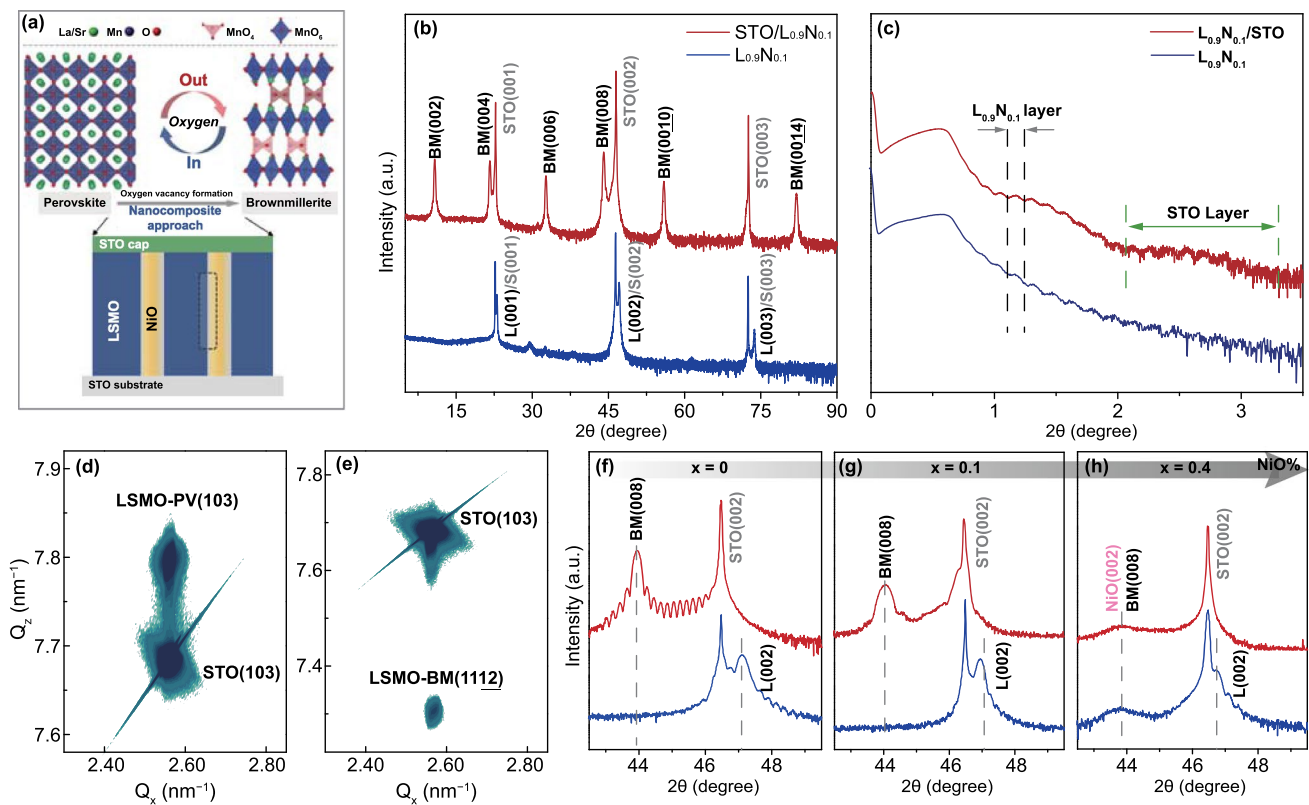 (a)
La/Sr Mn O MnO4 MnO6
Out
Oxygen
In
Perovskite
Oxygen vacancy formation
Brownmillerite
Nanocomposite
approach
STO cap
LSMO
NiO
STO substrate
(b)
STO/L0.9N0.1
L0.9N0.1
BM(002)
BM(004)
STO(001)
BM(006)
BM(008)
STO(002)
BM(0010)
STO(003)
BM(0014)
L(001)/S(001)
L(002)/S(002)
L(003)/S(003)
Intensity (a.u.)
15 30 45 60 75 90
2θ (degree)
(c)
L0.9N0.1/STO
L0.9N0.1
L0.9N0.1 layer
STO Layer
0 1 2 3
2θ (degree)
(d)
LSMO-PV(103)
STO(103)
7.9
7.8
7.7
7.6
Qz (nm−1)
2.40 2.60 2.80
Qx (nm−1)
(e)
STO(103)
LSMO-BM(1112)
7.8
7.6
7.4
2.40 2.60 2.80
Qx (nm−1)
(f)
x = 0
BM(008)
STO(002)
L(002)
Intensity (a.u.)
44 46 48
2θ (degree)
(g)
x = 0.1
BM(008)
STO(002)
L(002)
44 46 48
2θ (degree)
(h)
x = 0.4
NiO%
NiO(002)
BM(008)
STO(002)
L(002)
44 46 48
2θ (degree)